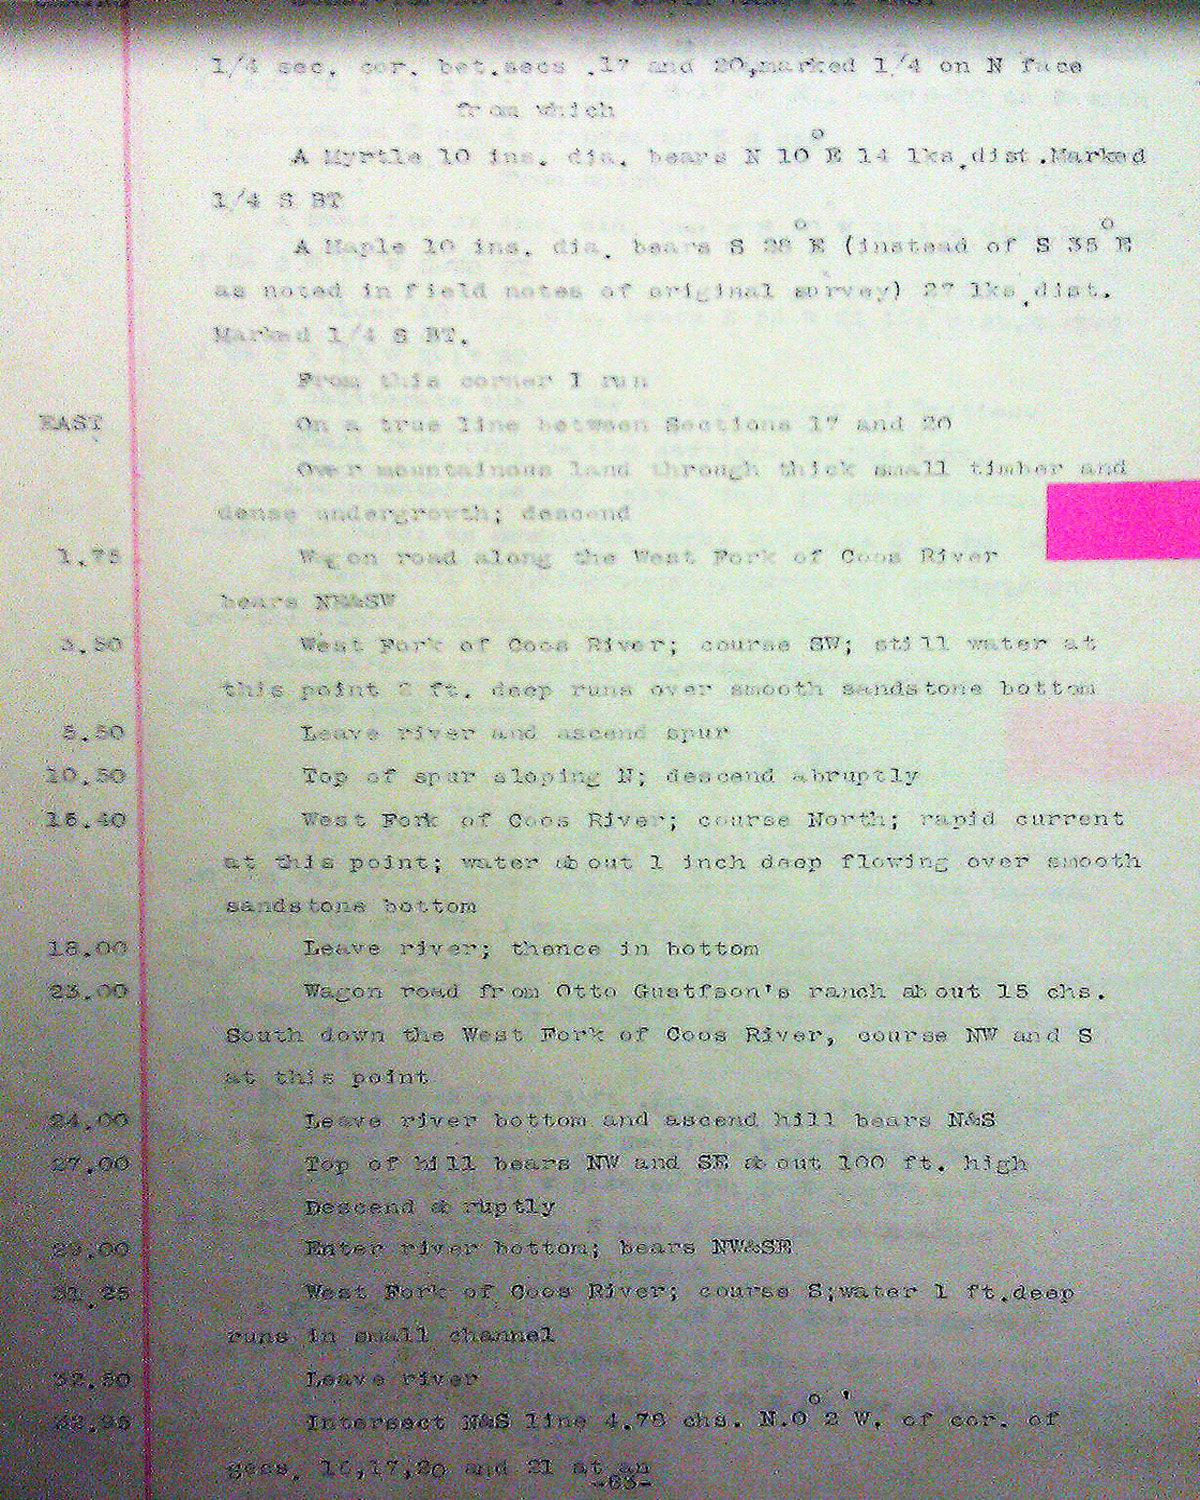 1/4 sec. cor. bet.secs .17 and 20,marked 1/4 on N face
from which
A Myrtle 10 ins. dia. bears N 10°E 14 lks.dist.Marked
1/4 S BT
A Maple 10 ins. dia. bears S 28°E (instead of S 38°E
as noted in field notes of original survey) 27 lks.dist.
Marked 1/4 S BT.
From this corner I run
EAST On a true line between Sections 17 and 20
Over mountainous land through thick small timber and
dense undergrowth; descend
1.75 Wagon road along the West Fork of Coos River
bears NE&SW
3.50 West Fork of Coos River; course SW; still water at
this point 2 ft. deep runs over smooth sandstone bottom
5.50 Leave river and ascend spur
10.50 Top of spur sloping N; descend abruptly
15.40 West Fork of Coos River; course North; rapid current
at this point; water about 1 inch deep flowing over smooth
sandstone bottom
18.00 Leave river; thence in bottom
23.00 Wagon road from Otto Gustfson's ranch about 15 chs.
South down the West Fork of Coos River, course NW and S
at this point
24.00 Leave river bottom and ascend hill bears N&S
27.00 Top of hill bears NW and SE about 100 ft. high
Descend abruptly
29.00 Enter river bottom; bears NW&SE
31.25 West Fork of Coos River; course S;water 1 ft.deep
runs in small channel
32.50 Leave river
Intersect N&S line 4.78 chs. N.0°2'W. of cor. of
secs. 16,17,20 and 21 at an
-63-